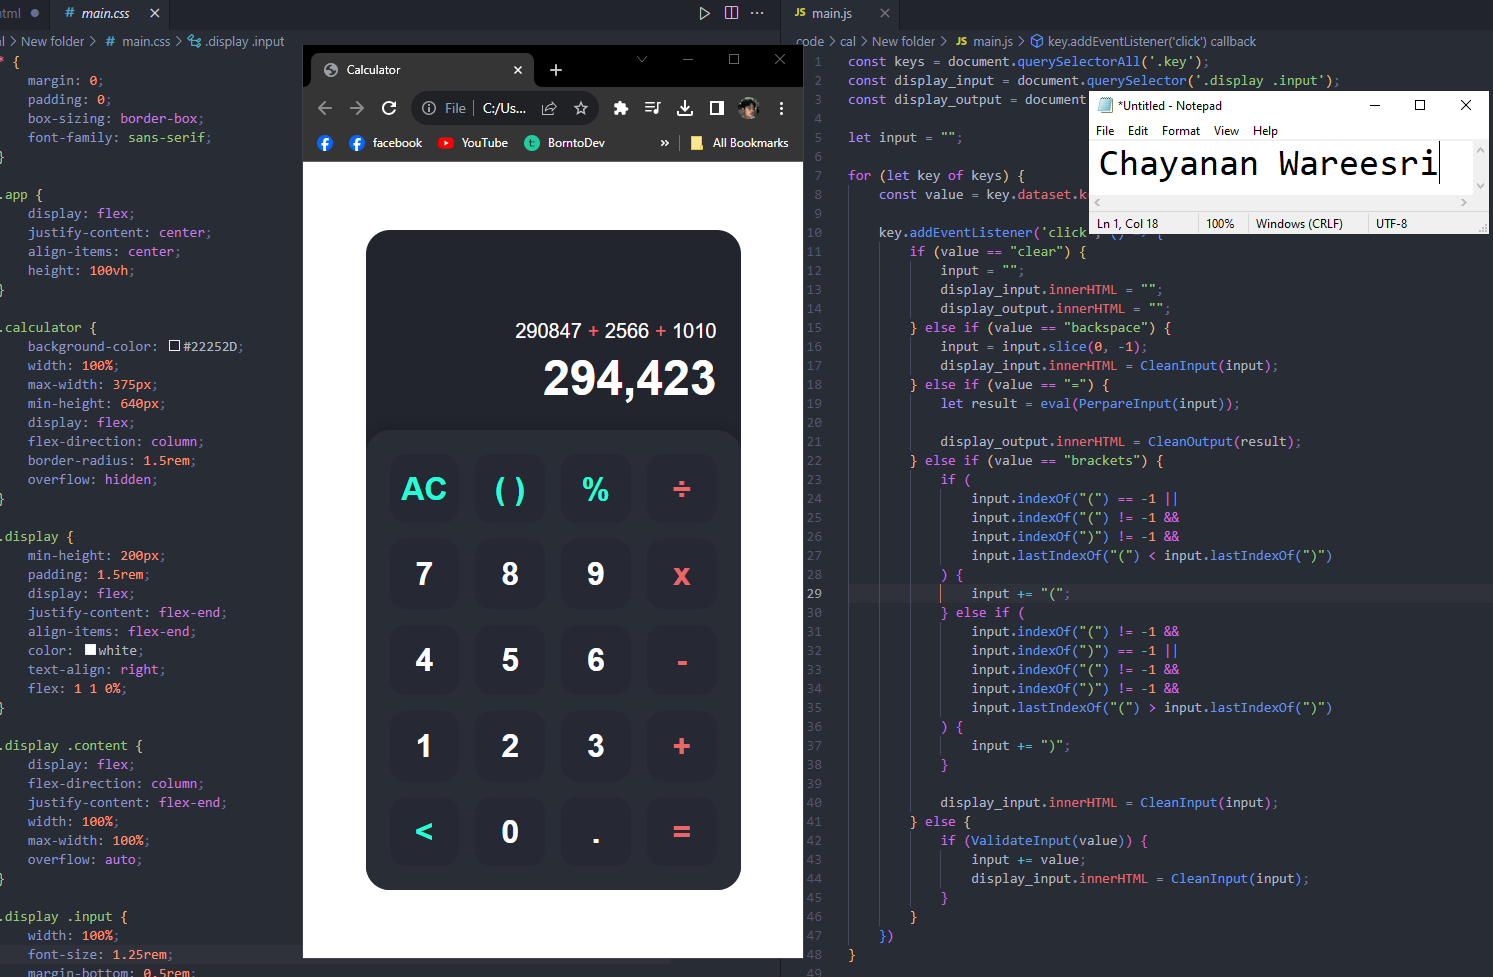 html
# main.css
l > New folder > # main.css > .display .input
* {
margin: 0;
padding: 0;
box-sizing: border-box;
font-family: sans-serif;
}
.app {
display: flex;
justify-content: center;
align-items: center;
height: 100vh;
}
.calculator {
background-color: #22252D;
width: 100%;
max-width: 375px;
min-height: 640px;
display: flex;
flex-direction: column;
border-radius: 1.5rem;
overflow: hidden;
}
.display {
min-height: 200px;
padding: 1.5rem;
display: flex;
justify-content: flex-end;
align-items: flex-end;
color: white;
text-align: right;
flex: 1 1 0%;
}
.display .content {
display: flex;
flex-direction: column;
justify-content: flex-end;
width: 100%;
max-width: 100%;
overflow: auto;
}
.display .input {
width: 100%;
font-size: 1.25rem;
margin-bottom: 0.5rem;
Calculator
File C:/Us...
facebook YouTube BorntoDev » All Bookmarks
290847 + 2566 + 1010
294,423
AC ( ) % ÷
7 8 9 x
4 5 6 -
1 2 3 +
< 0 . =
JS main.js
code > cal > New folder > JS main.js > key.addEventListener('click') callback
1 const keys = document.querySelectorAll('.key');
2 const display_input = document.querySelector('.display .input');
3 const display_output = document
4
5 let input = "";
6
7 for (let key of keys) {
8 const value = key.dataset.k
9
10 key.addEventListener('click', () => {
11 if (value == "clear") {
12 input = "";
13 display_input.innerHTML = "";
14 display_output.innerHTML = "";
15 } else if (value == "backspace") {
16 input = input.slice(0, -1);
17 display_input.innerHTML = CleanInput(input);
18 } else if (value == "=") {
19 let result = eval(PerpareInput(input));
20
21 display_output.innerHTML = CleanOutput(result);
22 } else if (value == "brackets") {
23 if (
24 input.indexOf("(") == -1 ||
25 input.indexOf("(") != -1 &&
26 input.indexOf(")") != -1 &&
27 input.lastIndexOf("(") < input.lastIndexOf(")")
28 ) {
29 input += "(";
30 } else if (
31 input.indexOf("(") != -1 &&
32 input.indexOf(")") == -1 ||
33 input.indexOf("(") != -1 &&
34 input.indexOf(")") != -1 &&
35 input.lastIndexOf("(") > input.lastIndexOf(")")
36 ) {
37 input += ")";
38 }
39
40 display_input.innerHTML = CleanInput(input);
41 } else {
42 if (ValidateInput(value)) {
43 input += value;
44 display_input.innerHTML = CleanInput(input);
45 }
46 }
47 })
48 }
49
*Untitled - Notepad
File Edit Format View Help
Chayanan Wareesri
Ln 1, Col 18 100% Windows (CRLF) UTF-8